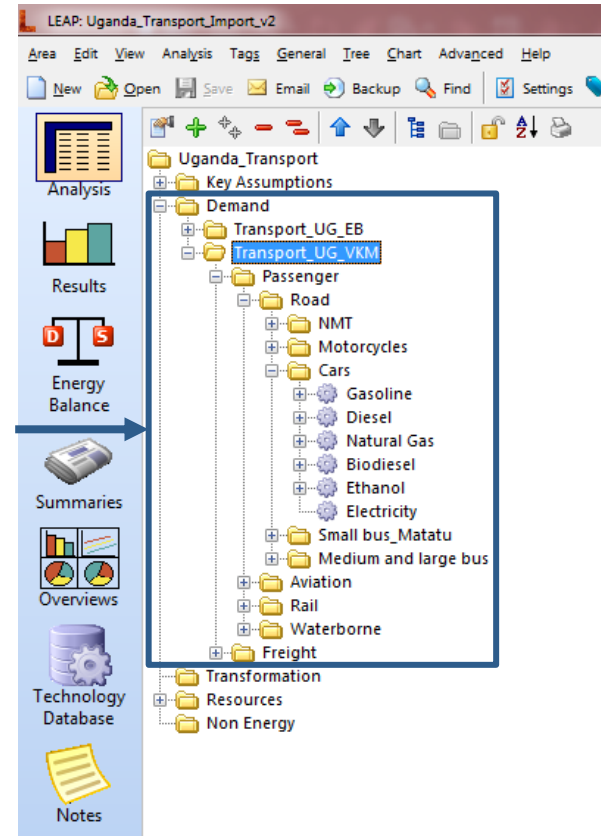 LEAP: Uganda_Transport_Import_v2
Area Edit View Analysis Tags General Tree Chart Advanced Help
New Open Save Email Backup Find Settings
Analysis
Results
D S
Energy
Balance
Summaries
Overviews
Technology
Database
Notes
Uganda_Transport
Key Assumptions
Demand
Transport_UG_EB
Transport_UG_VKM
Passenger
Road
NMT
Motorcycles
Cars
Gasoline
Diesel
Natural Gas
Biodiesel
Ethanol
Electricity
Small bus_Matatu
Medium and large bus
Aviation
Rail
Waterborne
Freight
Transformation
Resources
Non Energy